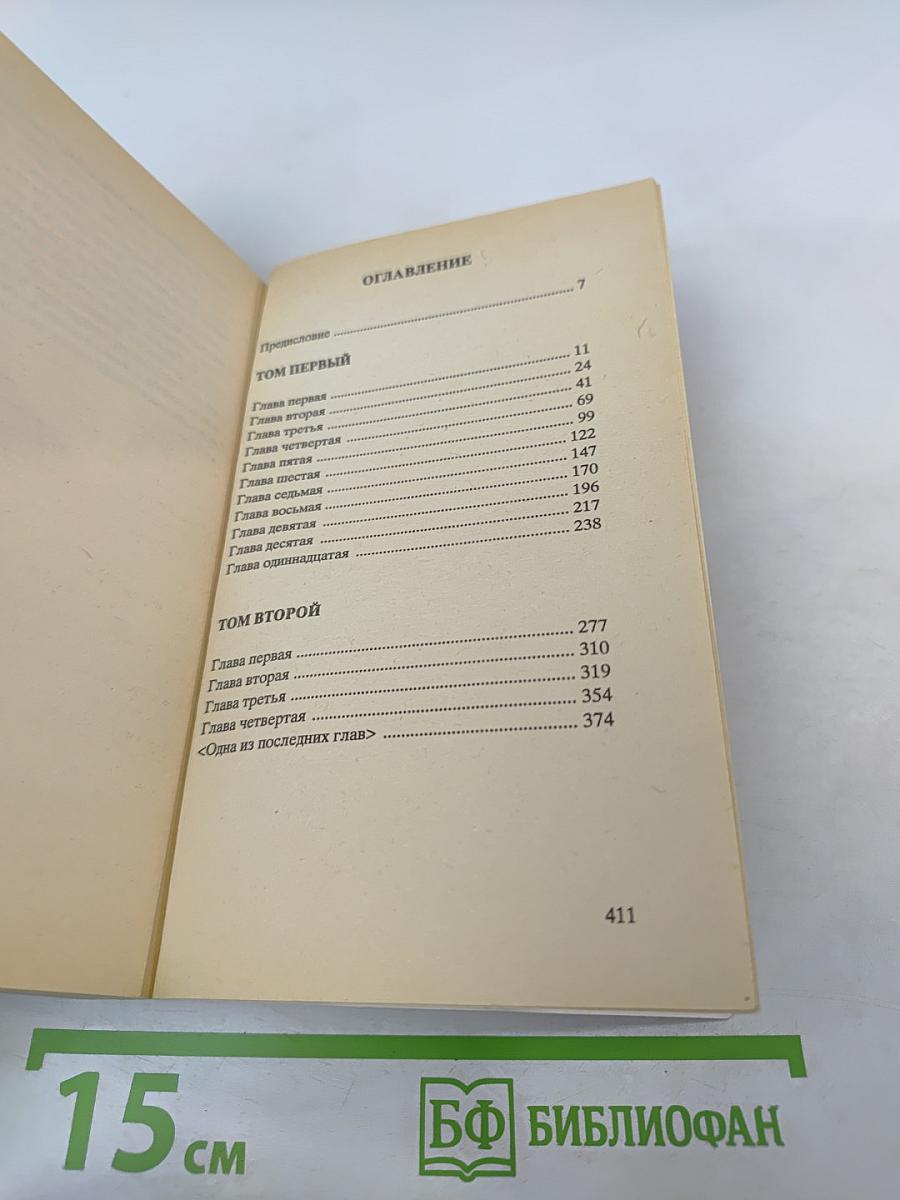 ОГЛАВЛЕНИЕ
Предисловие ........ 7
ТОМ ПЕРВЫЙ
Глава первая ........ 11
Глава вторая ........ 24
Глава третья ........ 41
Глава четвертая ........ 69
Глава пятая ........ 99
Глава шестая ........ 122
Глава седьмая ........ 147
Глава восьмая ........ 170
Глава девятая ........ 196
Глава десятая ........ 217
Глава одиннадцатая ........ 238
ТОМ ВТОРОЙ
Глава первая ........ 277
Глава вторая ........ 310
Глава третья ........ 319
Глава четвертая ........ 354
<Одна из последних глав> ........ 374
411
15 см
БФ БИБЛИОФАН